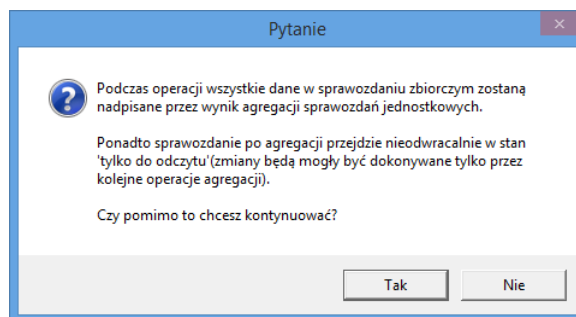 Pytanie
Podczas operacji wszystkie dane w sprawozdaniu zbiorczym zostaną
nadpisane przez wynik agregacji sprawozdań jednostkowych.
Ponadto sprawozdanie po agregacji przejdzie nieodwracalnie w stan
'tylko do odczytu'(zmiany będą mogły być dokonywane tylko przez
kolejne operacje agregacji).
Czy pomimo to chcesz kontynuować?
Tak
Nie